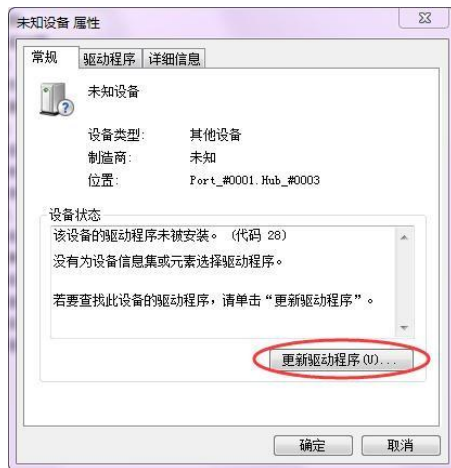 未知设备 属性
常规 驱动程序 详细信息
未知设备
设备类型: 其他设备
制造商: 未知
位置: Port_#0001.Hub_#0003
设备状态
该设备的驱动程序未被安装。 (代码 28)
没有为设备信息集或元素选择驱动程序。
若要查找此设备的驱动程序，请单击“更新驱动程序”。
更新驱动程序(U)...
确定 取消